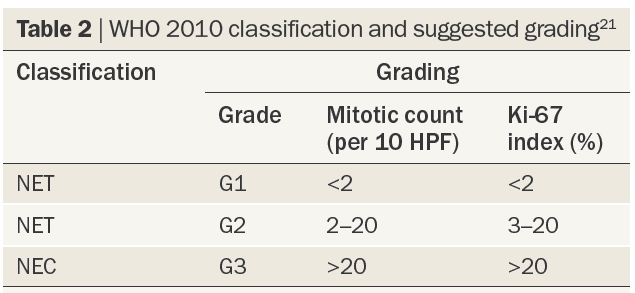 Table 2 | WHO 2010 classification and suggested grading21
Classification Grading
Grade Mitotic count (per 10 HPF) Ki-67 index (%)
NET G1 <2 <2
NET G2 2–20 3–20
NEC G3 >20 >20